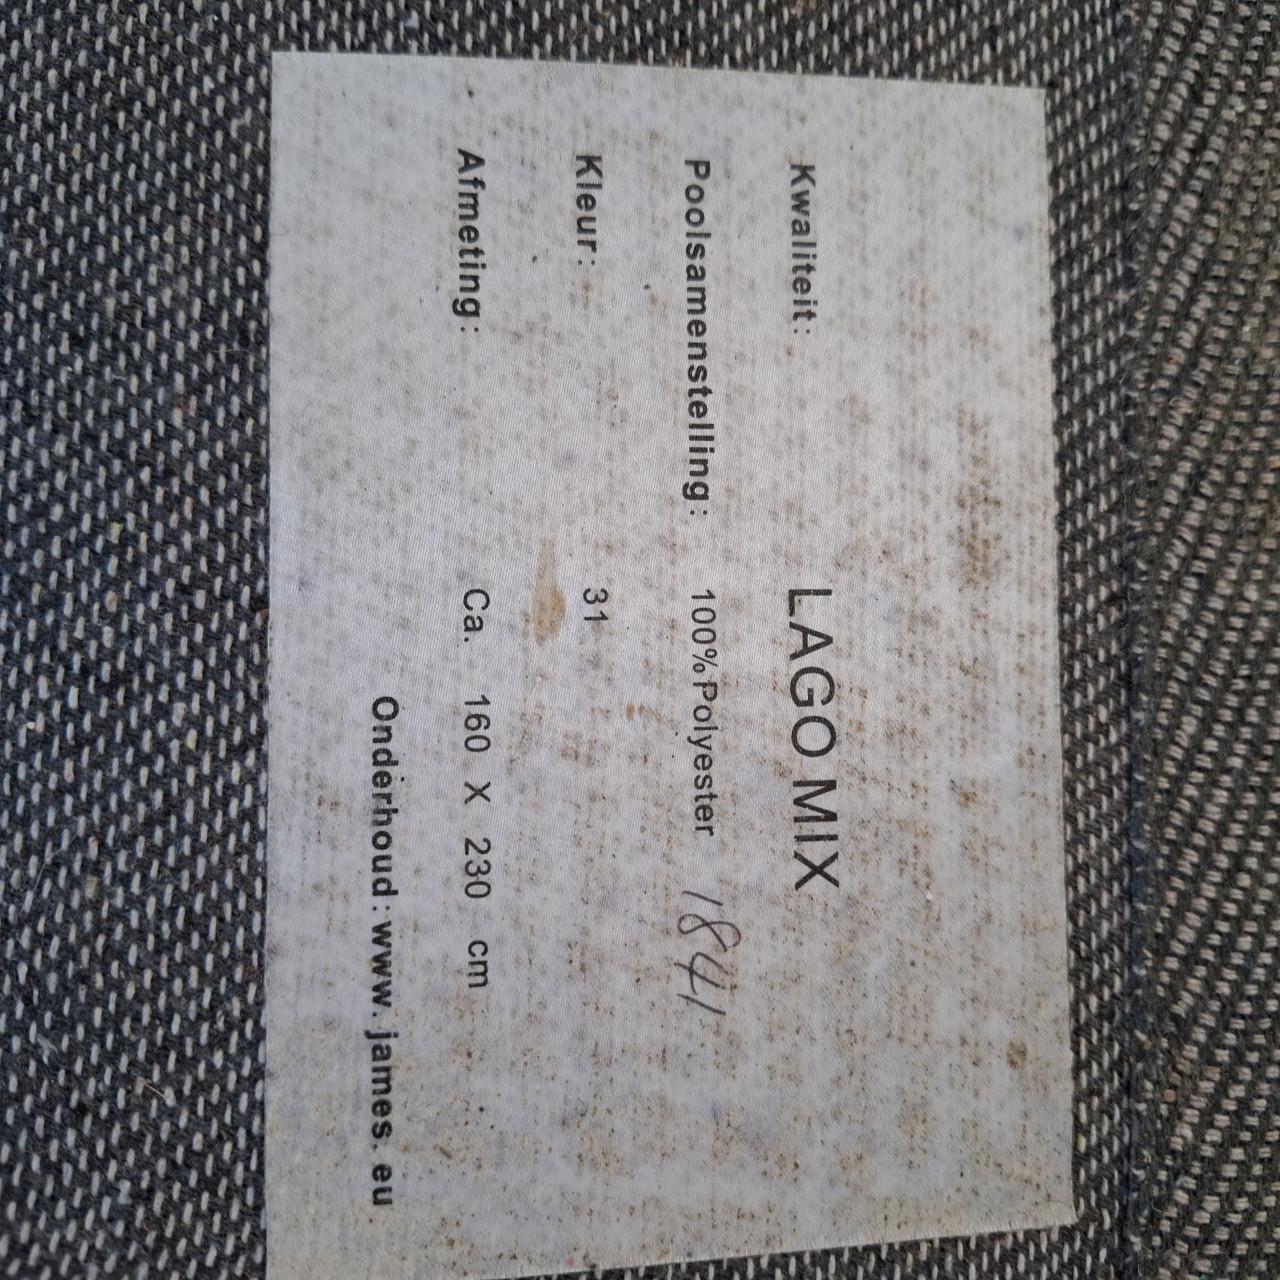 Kwaliteit: LAGO MIX
Poolsamenstelling: 100%Polyester 1841
Kleur: 31
Afmeting: Ca. 160 X 230 cm
Onderhoud:www.james.eu